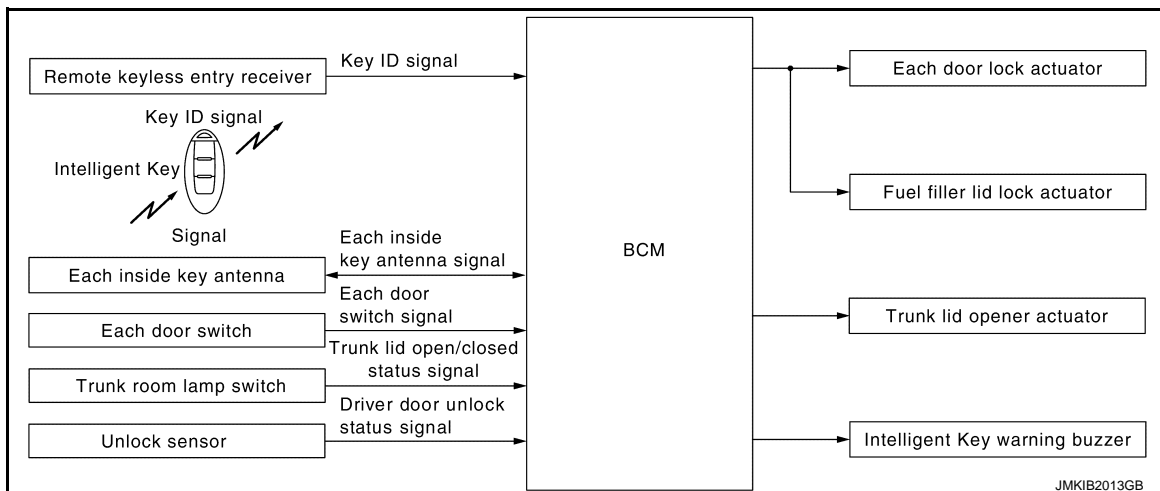 Remote keyless entry receiver
Key ID signal
Key ID signal
Intelligent Key
Signal
Each inside key antenna
Each inside
key antenna signal
Each door switch
Each door
switch signal
Trunk room lamp switch
Trunk lid open/closed
status signal
Unlock sensor
Driver door unlock
status signal
BCM
Each door lock actuator
Fuel filler lid lock actuator
Trunk lid opener actuator
Intelligent Key warning buzzer
JMKIB2013GB